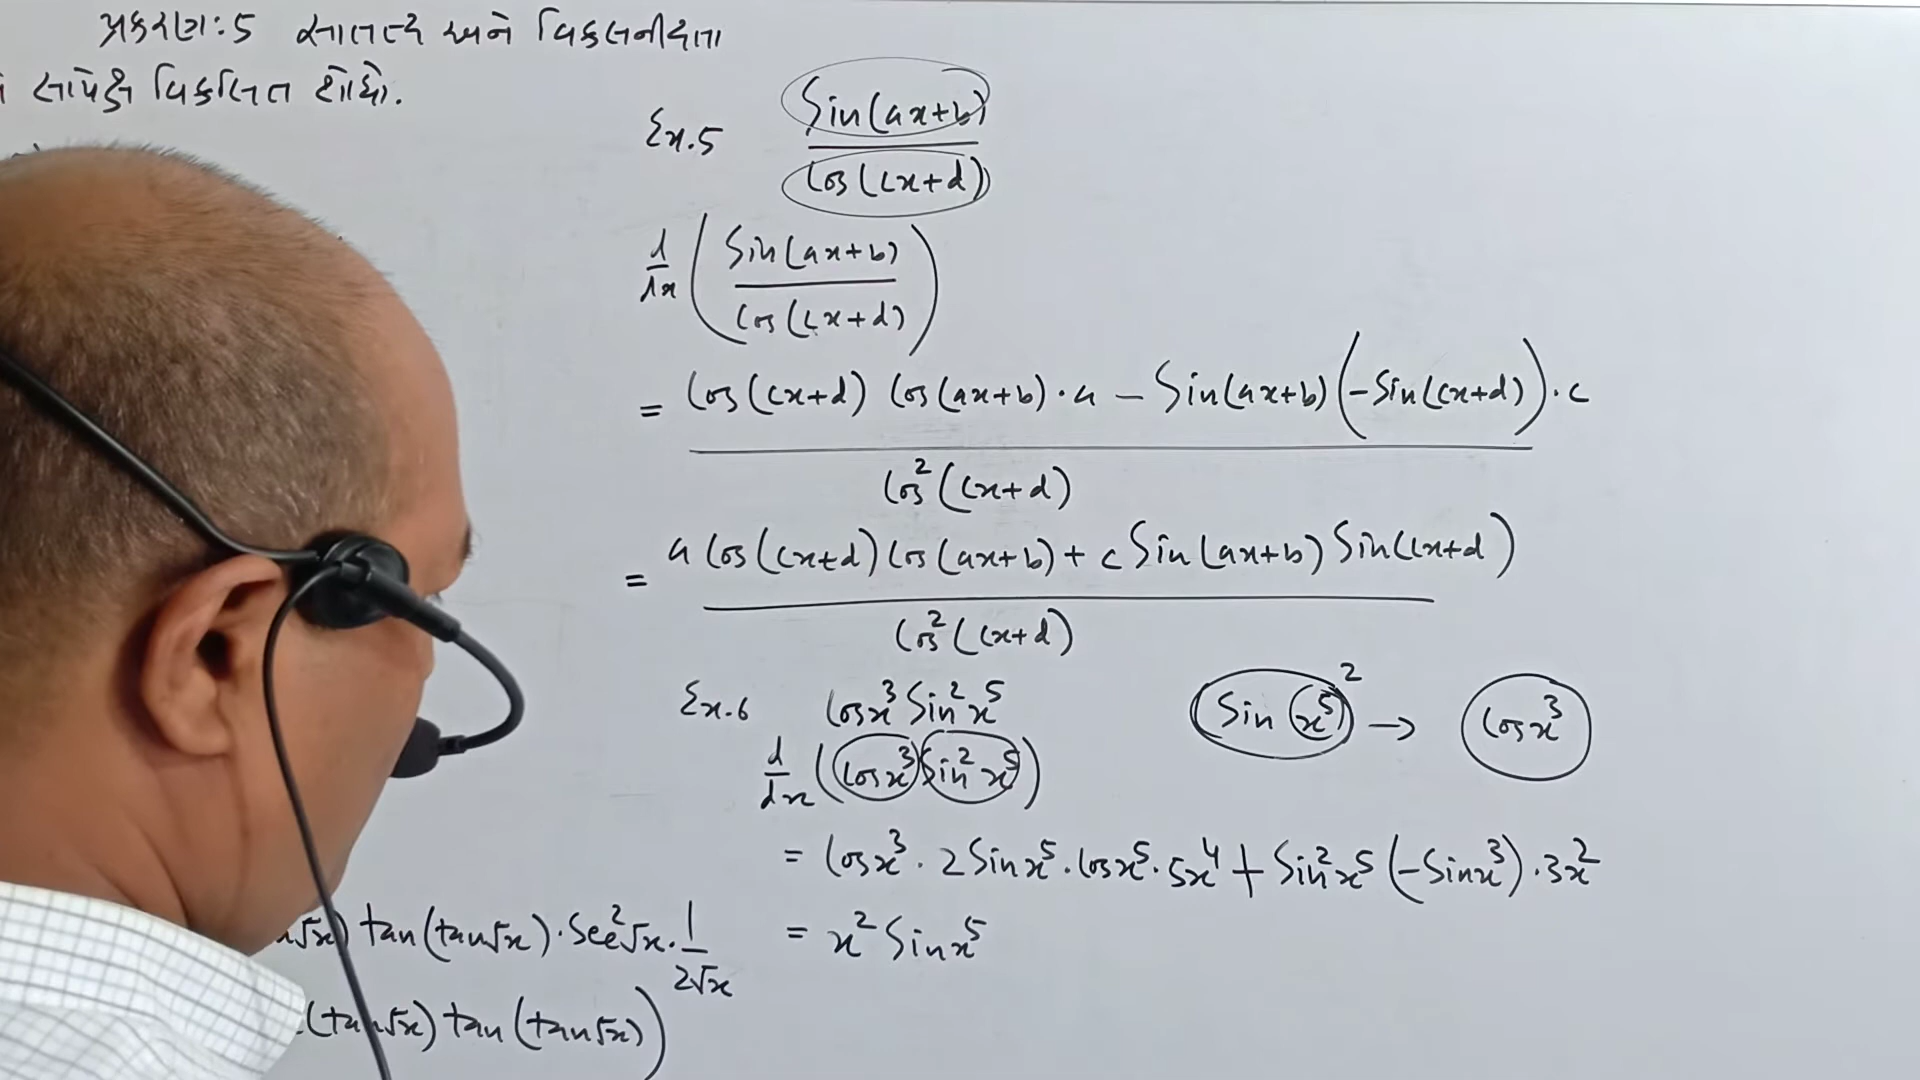 પ્રકરણ:5 સાતત્ય અને વિકલનીયતા
સાપેક્ષે વિકલિત શોધો.
Ex.5 Sin(ax+b) / Cos(cx+d)
d/dx ( Sin(ax+b) / Cos(cx+d) )
= Cos(cx+d) Cos(ax+b)·a − Sin(ax+b)(−Sin(cx+d))·c / Cos²(cx+d)
= a Cos(cx+d) Cos(ax+b) + c Sin(ax+b) Sin(cx+d) / Cos²(cx+d)
Ex.6 Cosx³ Sin²x⁵
Sin(x⁵)² → Cosx³
d/dx (Cosx³ Sin²x⁵)
= Cosx³ · 2Sinx⁵ · Cosx⁵ · 5x⁴ + Sin²x⁵ (−Sinx³) · 3x²
= x² Sinx⁵
√x) tan(tan√x) · Sec²√x · 1/2√x
(tan√x) tan(tan√x))